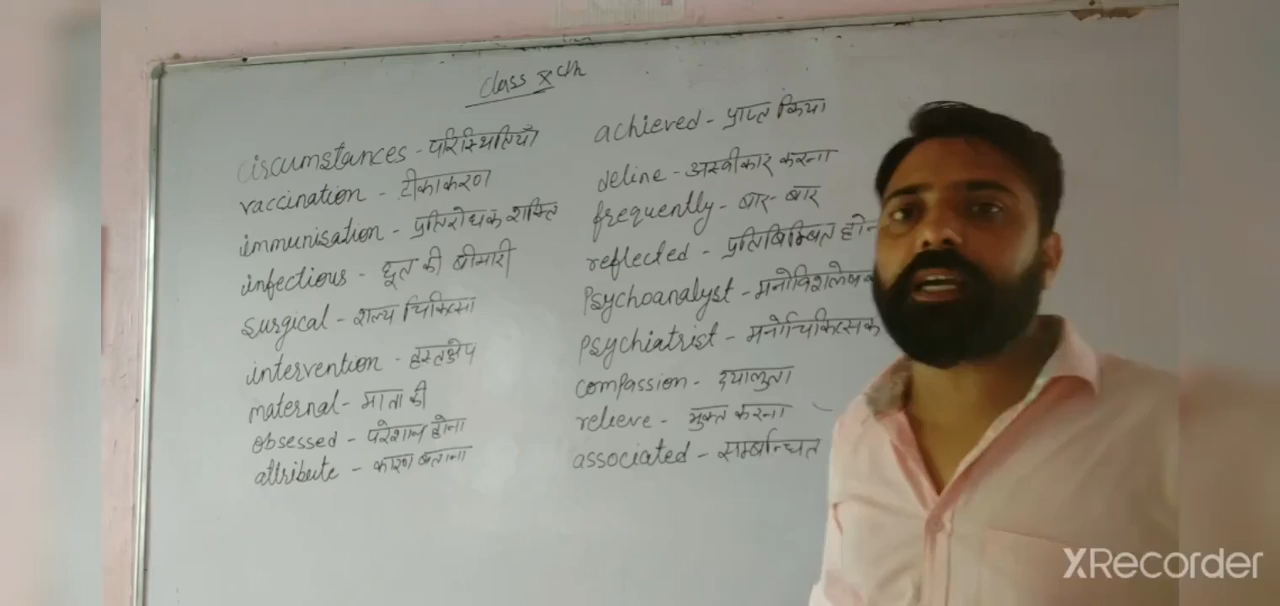 Class Xth
circumstances - परिस्थितियाँ
vaccination - टीकाकरण
immunisation - प्रतिरोधक शक्ति
infectious - छूत की बीमारी
surgical - शल्य चिकित्सा
intervention - हस्तक्षेप
maternal - माता की
obsessed - परेशान होना
attribute - कारण बताना
achieved - प्राप्त किया
deline - अस्वीकार करना
frequently - बार-बार
reflected - प्रतिबिम्बित
Psychoanalyst - मनोविश्लेषक
Psychiatrist - मनोचिकित्सक
compassion - दयालुता
relieve - मुक्त करना
associated - सम्बन्धित
XRecorder